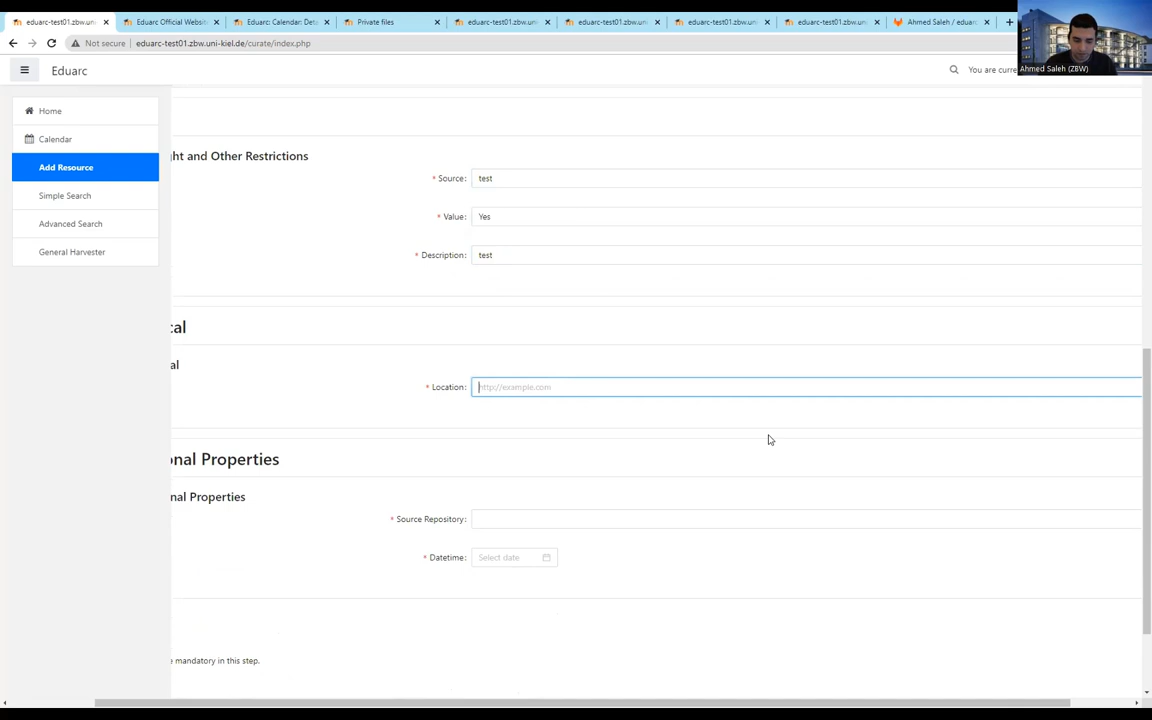 eduarc-test01.zbw.uni-
Eduarc Official Websit
Eduarc: Calendar: Deta
Private files
eduarc-test01.zbw.uni-
eduarc-test01.zbw.uni-
eduarc-test01.zbw.uni-
eduarc-test01.zbw.uni-
Ahmed Saleh / eduarc
Not secure
eduarc-test01.zbw.uni-kiel.de/curate/index.php
Ahmed Saleh (ZBW)
Eduarc
You are curre
Home
Calendar
Add Resource
Simple Search
Advanced Search
General Harvester
ght and Other Restrictions
* Source: test
* Value: Yes
* Description: test
cal
al
* Location: http://example.com
onal Properties
nal Properties
* Source Repository:
* Datetime: Select date
e mandatory in this step.